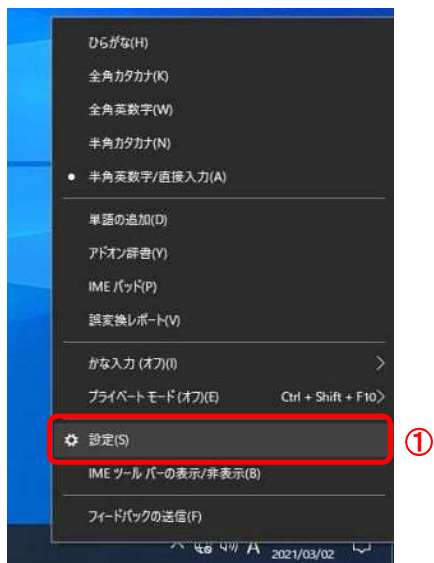 ひらがな(H)
全角カタカナ(K)
全角英数字(W)
半角カタカナ(N)
● 半角英数字/直接入力(A)
単語の追加(D)
アドオン辞書(Y)
IME パッド(P)
誤変換レポート(V)
かな入力 (オフ)(I) >
プライベート モード (オフ)(E) Ctrl + Shift + F10 >
設定(S) ①
IME ツール バーの表示/非表示(B)
フィードバックの送信(F)
A 2021/03/02